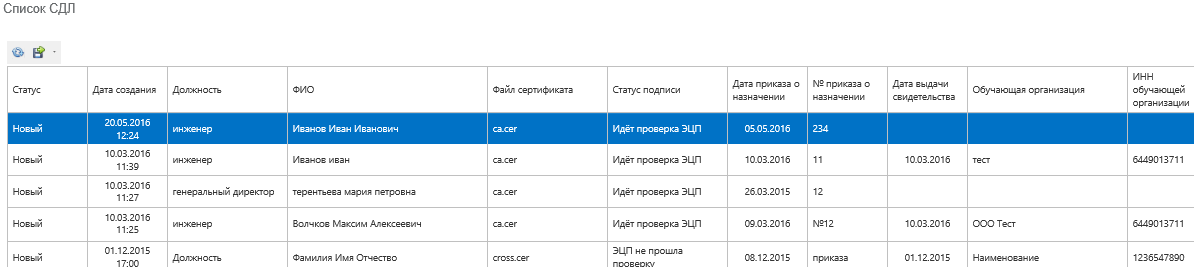 Список СДЛ
Статус Дата создания Должность ФИО Файл сертификата Статус подписи Дата приказа о назначении № приказа о назначении Дата выдачи свидетельства Обучающая организация ИНН обучающей организации
Новый 20.05.2016 12:24 инженер Иванов Иван Иванович ca.cer Идёт проверка ЭЦП 05.05.2016 234
Новый 10.03.2016 11:39 инженер Иванов иван ca.cer Идёт проверка ЭЦП 10.03.2016 11 10.03.2016 тест 6449013711
Новый 10.03.2016 11:27 генеральный директор терентьева мария петровна ca.cer Идёт проверка ЭЦП 26.03.2015 12
Новый 10.03.2016 11:25 инженер Волчков Максим Алексеевич ca.cer Идёт проверка ЭЦП 09.03.2016 №12 10.03.2016 ООО Тест 6449013711
Новый 01.12.2015 17:00 Должность Фамилия Имя Отчество cross.cer ЭЦП не прошла проверку 08.12.2015 приказа 01.12.2015 Наименование 1236547890